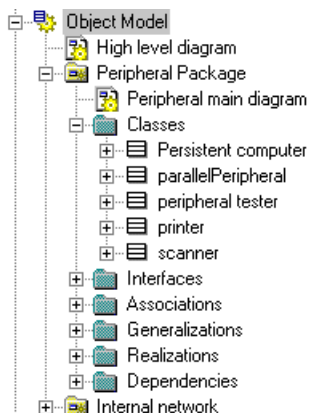 Object Model
High level diagram
Peripheral Package
Peripheral main diagram
Classes
Persistent computer
parallelPeripheral
peripheral tester
printer
scanner
Interfaces
Associations
Generalizations
Realizations
Dependencies
Internal network